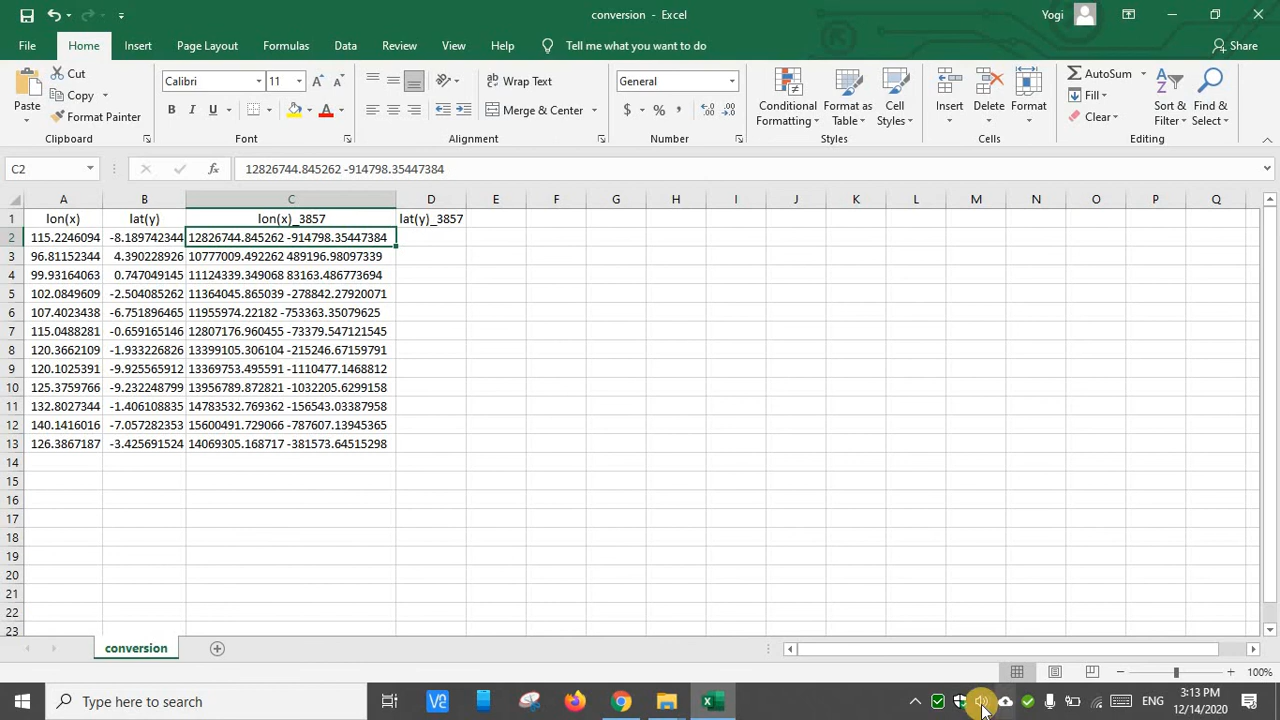 conversion - Excel
Yogi
File Home Insert Page Layout Formulas Data Review View Help Tell me what you want to do Share
Paste Cut Copy Format Painter
Clipboard
Calibri 11 A A B I U A
Font
ab Wrap Text
Merge & Center
Alignment
General
$ %
Number
Conditional Formatting Format as Table Cell Styles
Styles
Insert Delete Format
Cells
AutoSum Fill Clear Sort & Filter Find & Select
Editing
C2 fx 12826744.845262 -914798.35447384
A B C D E F G H I J K L M N O P Q
1 lon(x) lat(y) lon(x)_3857 lat(y)_3857
2 115.2246094 -8.189742344 12826744.845262 -914798.35447384
3 96.81152344 4.390228926 10777009.492262 489196.98097339
4 99.93164063 0.747049145 11124339.349068 83163.486773694
5 102.0849609 -2.504085262 11364045.865039 -278842.27920071
6 107.4023438 -6.751896465 11955974.22182 -753363.35079625
7 115.0488281 -0.659165146 12807176.960455 -73379.547121545
8 120.3662109 -1.933226826 13399105.306104 -215246.67159791
9 120.1025391 -9.925565912 13369753.495591 -1110477.1468812
10 125.3759766 -9.232248799 13956789.872821 -1032205.6299158
11 132.8027344 -1.406108835 14783532.769362 -156543.03387958
12 140.1416016 -7.057282353 15600491.729066 -787607.13945365
13 126.3867187 -3.425691524 14069305.168717 -381573.64515298
14
15
16
17
18
19
20
21
22
23
conversion
100%
Type here to search
ENG
3:13 PM
12/14/2020